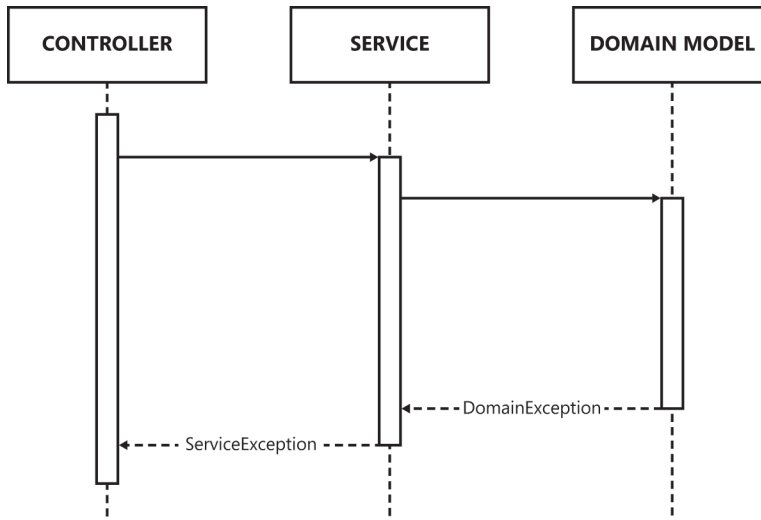 CONTROLLER
SERVICE
DOMAIN MODEL
DomainException
ServiceException